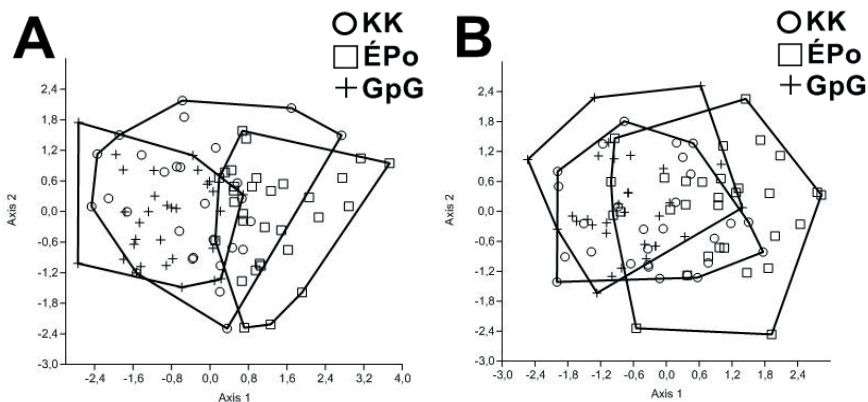 A
KK
ÉPo
GpG
2,4
1,8
1,2
0,6
0,0
-0,6
-1,2
-1,8
-2,4
-3,0
Axis 2
-2,4 -1,6 -0,8 0,0 0,8 1,6 2,4 3,2 4,0
Axis 1
B
KK
ÉPo
GpG
2,4
1,8
1,2
0,6
0,0
-0,6
-1,2
-1,8
-2,4
-3,0
Axis 2
-3,0 -2,4 -1,8 -1,2 -0,6 0,0 0,6 1,2 1,8 2,4
Axis 1